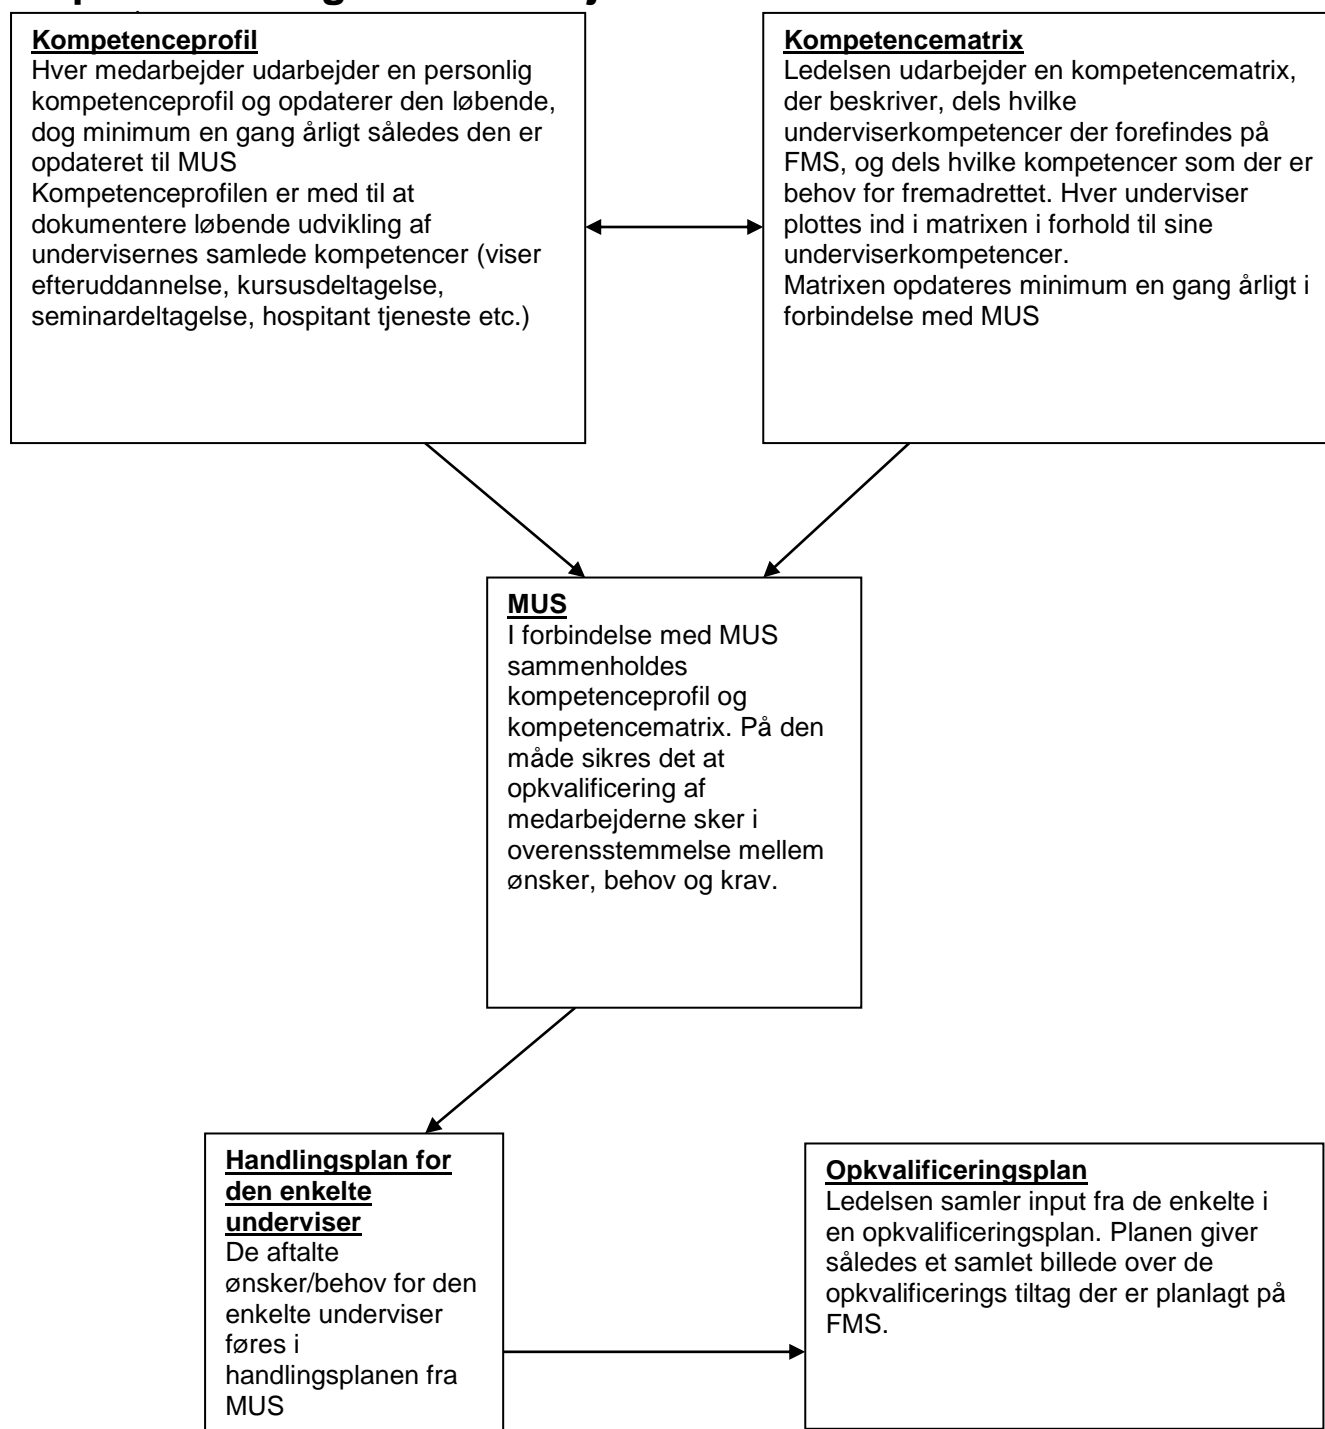 Kompetenceprofil
Hver medarbejder udarbejder en personlig
kompetenceprofil og opdaterer den løbende,
dog minimum en gang årligt således den er
opdateret til MUS
Kompetenceprofilen er med til at
dokumentere løbende udvikling af
undervisernes samlede kompetencer (viser
efteruddannelse, kursusdeltagelse,
seminardeltagelse, hospitant tjeneste etc.)
Kompetencematrix
Ledelsen udarbejder en kompetencematrix,
der beskriver, dels hvilke
underviserkompetencer der forefindes på
FMS, og dels hvilke kompetencer som der er
behov for fremadrettet. Hver underviser
plottes ind i matrixen i forhold til sine
underviserkompetencer.
Matrixen opdateres minimum en gang årligt i
forbindelse med MUS
MUS
I forbindelse med MUS
sammenholdes
kompetenceprofil og
kompetencematrix. På den
måde sikres det at
opkvalificering af
medarbejderne sker i
overensstemmelse mellem
ønsker, behov og krav.
Handlingsplan for
den enkelte
underviser
De aftalte
ønsker/behov for den
enkelte underviser
føres i
handlingsplanen fra
MUS
Opkvalificeringsplan
Ledelsen samler input fra de enkelte i
en opkvalificeringsplan. Planen giver
således et samlet billede over de
opkvalificerings tiltag der er planlagt på
FMS.